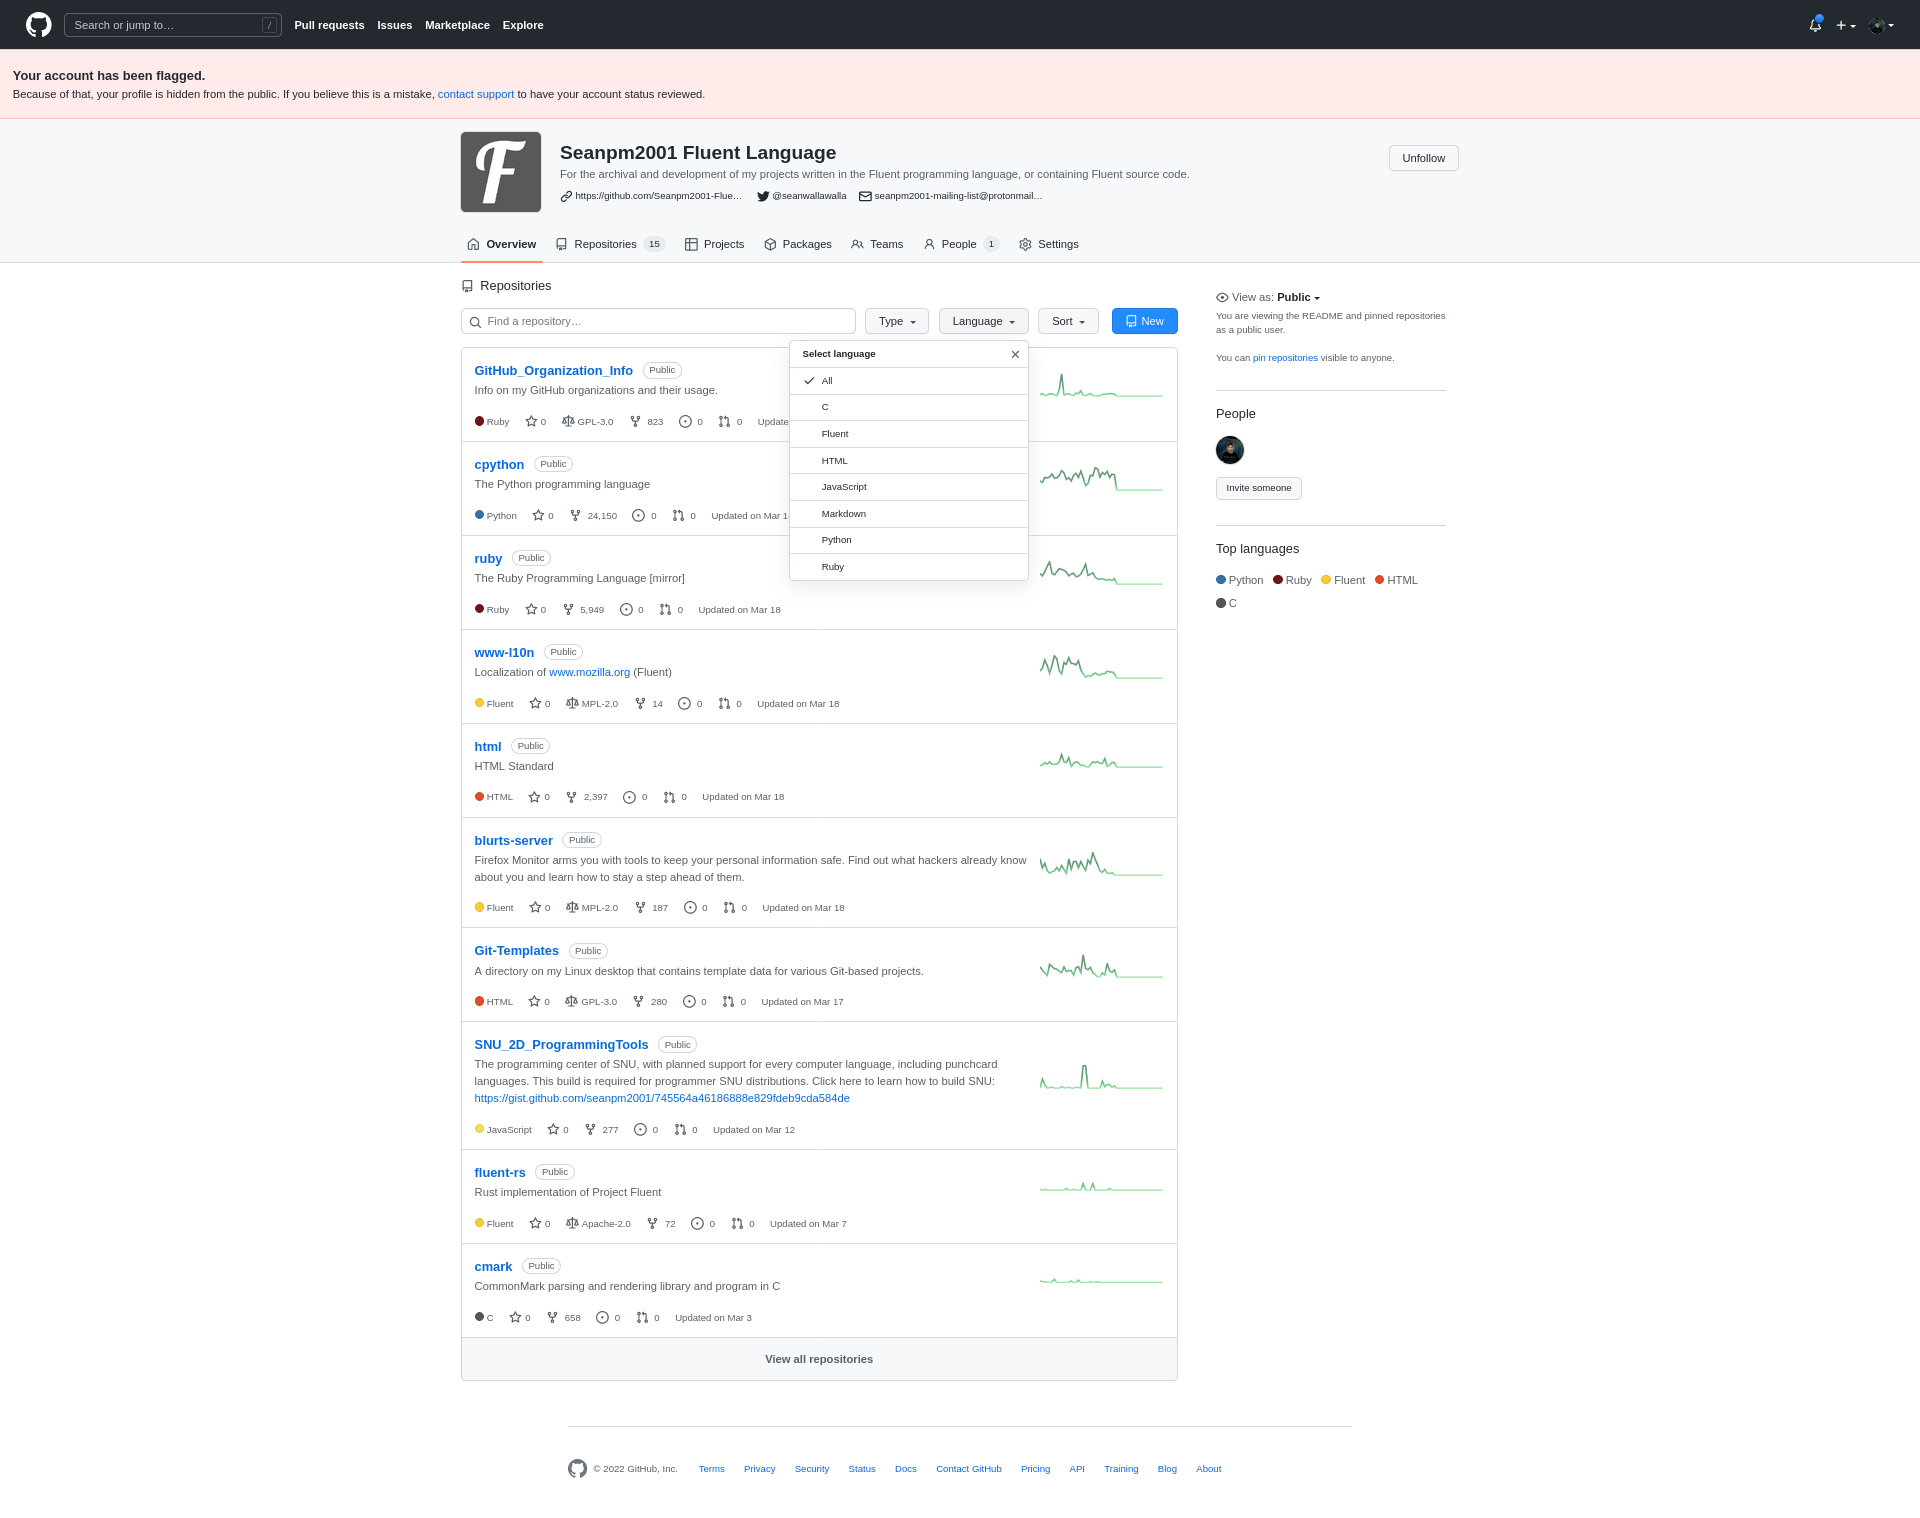 Search or jump to… /
Pull requests Issues Marketplace Explore
Your account has been flagged.
Because of that, your profile is hidden from the public. If you believe this is a mistake, contact support to have your account status reviewed.
F
Seanpm2001 Fluent Language
For the archival and development of my projects written in the Fluent programming language, or containing Fluent source code.
https://github.com/Seanpm2001-Flue… @seanwallawalla seanpm2001-mailing-list@protonmail…
Unfollow
Overview Repositories 15 Projects Packages Teams People 1 Settings
Repositories
Find a repository…
Type Language Sort New
Select language
All
C
Fluent
HTML
JavaScript
Markdown
Python
Ruby
GitHub_Organization_Info Public
Info on my GitHub organizations and their usage.
Ruby 0 GPL-3.0 823 0 0 Update
cpython Public
The Python programming language
Python 0 24,150 0 0 Updated on Mar 1
ruby Public
The Ruby Programming Language [mirror]
Ruby 0 5,949 0 0 Updated on Mar 18
www-l10n Public
Localization of www.mozilla.org (Fluent)
Fluent 0 MPL-2.0 14 0 0 Updated on Mar 18
html Public
HTML Standard
HTML 0 2,397 0 0 Updated on Mar 18
blurts-server Public
Firefox Monitor arms you with tools to keep your personal information safe. Find out what hackers already know
about you and learn how to stay a step ahead of them.
Fluent 0 MPL-2.0 187 0 0 Updated on Mar 18
Git-Templates Public
A directory on my Linux desktop that contains template data for various Git-based projects.
HTML 0 GPL-3.0 280 0 0 Updated on Mar 17
SNU_2D_ProgrammingTools Public
The programming center of SNU, with planned support for every computer language, including punchcard
languages. This build is required for programmer SNU distributions. Click here to learn how to build SNU:
https://gist.github.com/seanpm2001/745564a46186888e829fdeb9cda584de
JavaScript 0 277 0 0 Updated on Mar 12
fluent-rs Public
Rust implementation of Project Fluent
Fluent 0 Apache-2.0 72 0 0 Updated on Mar 7
cmark Public
CommonMark parsing and rendering library and program in C
C 0 658 0 0 Updated on Mar 3
View all repositories
View as: Public
You are viewing the README and pinned repositories
as a public user.
You can pin repositories visible to anyone.
People
Invite someone
Top languages
Python Ruby Fluent HTML
C
© 2022 GitHub, Inc. Terms Privacy Security Status Docs Contact GitHub Pricing API Training Blog About